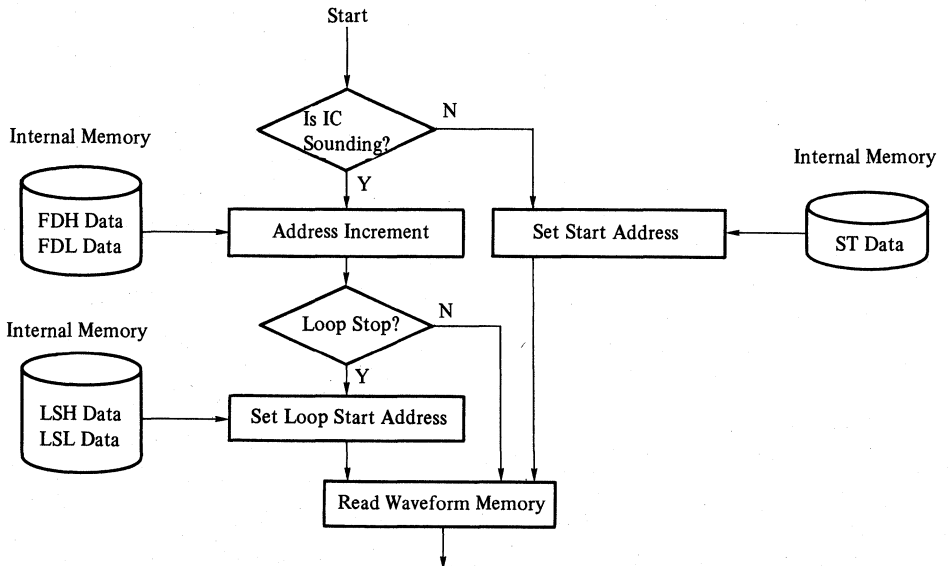 Start
Is IC
Sounding?
N
Y
Internal Memory
FDH Data
FDL Data
Address Increment
Set Start Address
Internal Memory
ST Data
Loop Stop?
N
Y
Internal Memory
LSH Data
LSL Data
Set Loop Start Address
Read Waveform Memory